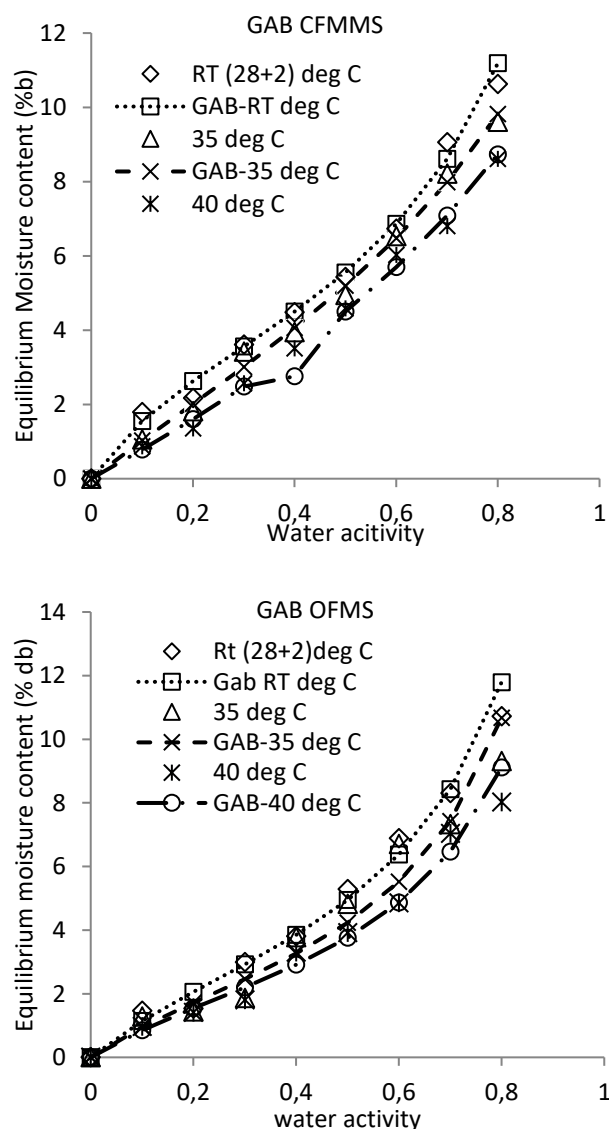 GAB CFMMS
Equilibrium Moisture content (%b)
12
10
8
6
4
2
0
RT (28+2) deg C
GAB-RT deg C
35 deg C
GAB-35 deg C
40 deg C
0 0,2 0,4 0,6 0,8 1
Water acitivity
GAB OFMS
Equilibrium moisture content (% db)
14
12
10
8
6
4
2
0
Rt (28+2)deg C
Gab RT deg C
35 deg C
GAB-35 deg C
40 deg C
GAB-40 deg C
0 0,2 0,4 0,6 0,8 1
water activity